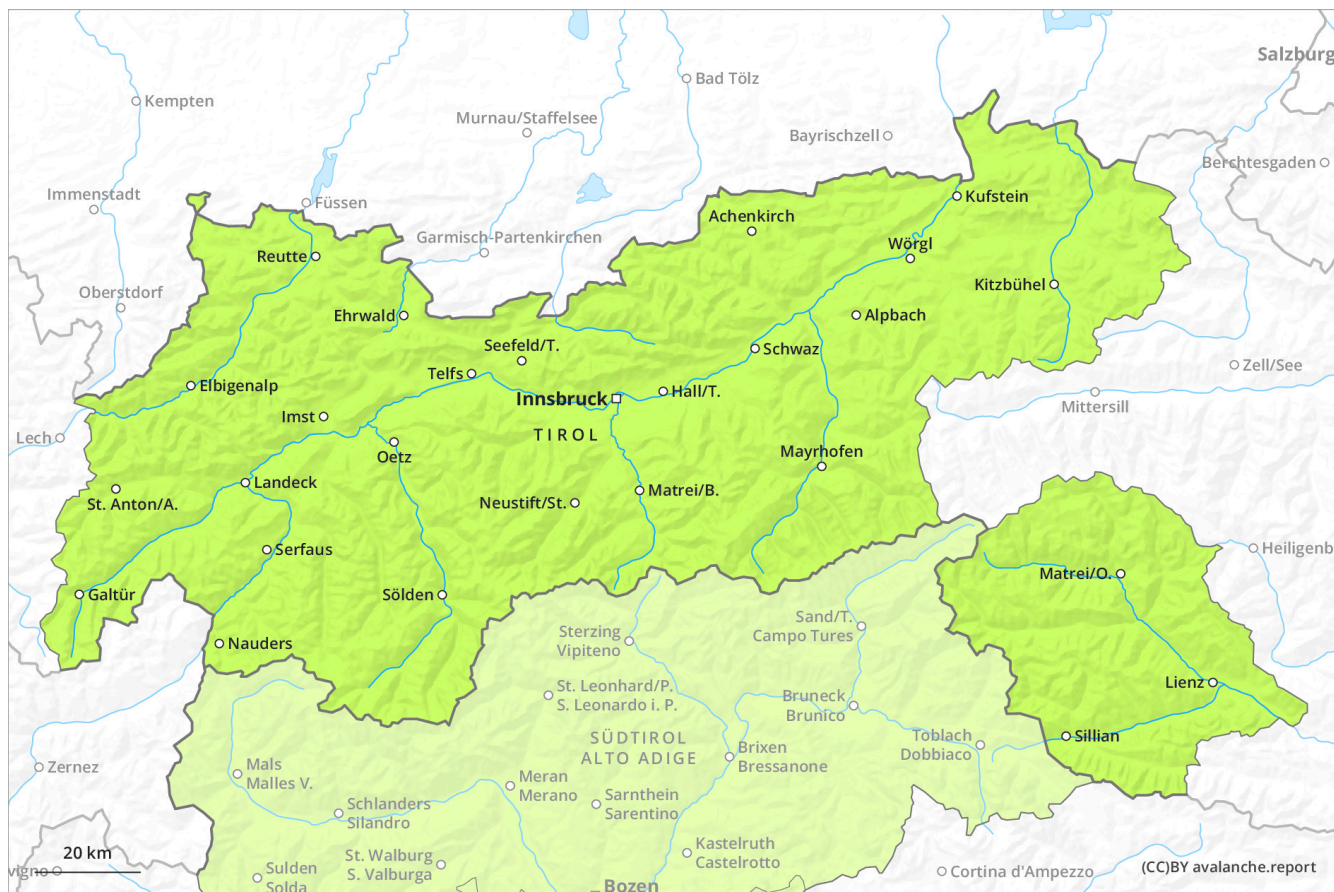 Salzburg
Bad Tölz
Kempten
Murnau/Staffelsee
Bayrischzell
Berchtesgaden
Immenstadt
Füssen
Kufstein
Achenkirch
Garmisch-Partenkirchen
Wörgl
Reutte
Kitzbühel
Oberstdorf
Ehrwald
Alpbach
Seefeld/T.
Schwaz
Zell/See
Telfs
Elbigenalp
Hall/T.
Innsbruck
Mittersill
Imst
TIROL
Lech
Oetz
Mayrhofen
Landeck
Matrei/B.
St. Anton/A.
Neustift/St.
Serfaus
Heiligenb
Matrei/O.
Galtür
Sölden
Sand/T.
Campo Tures
Sterzing
Vipiteno
Nauders
Lienz
St. Leonhard/P.
S. Leonardo i. P.
Bruneck
Brunico
SÜDTIROL
ALTO ADIGE
Toblach
Dobbiaco
Sillian
Brixen
Bressanone
Zernez
Mals
Malles V.
Meran
Merano
Sarnthein
Sarentino
Schlanders
Silandro
Kastelruth
Castelrotto
20 km
St. Walburg
S. Valburga
vigno
Sulden
Solda
Cortina d'Ampezzo
(CC)BY avalanche.report
Bozen